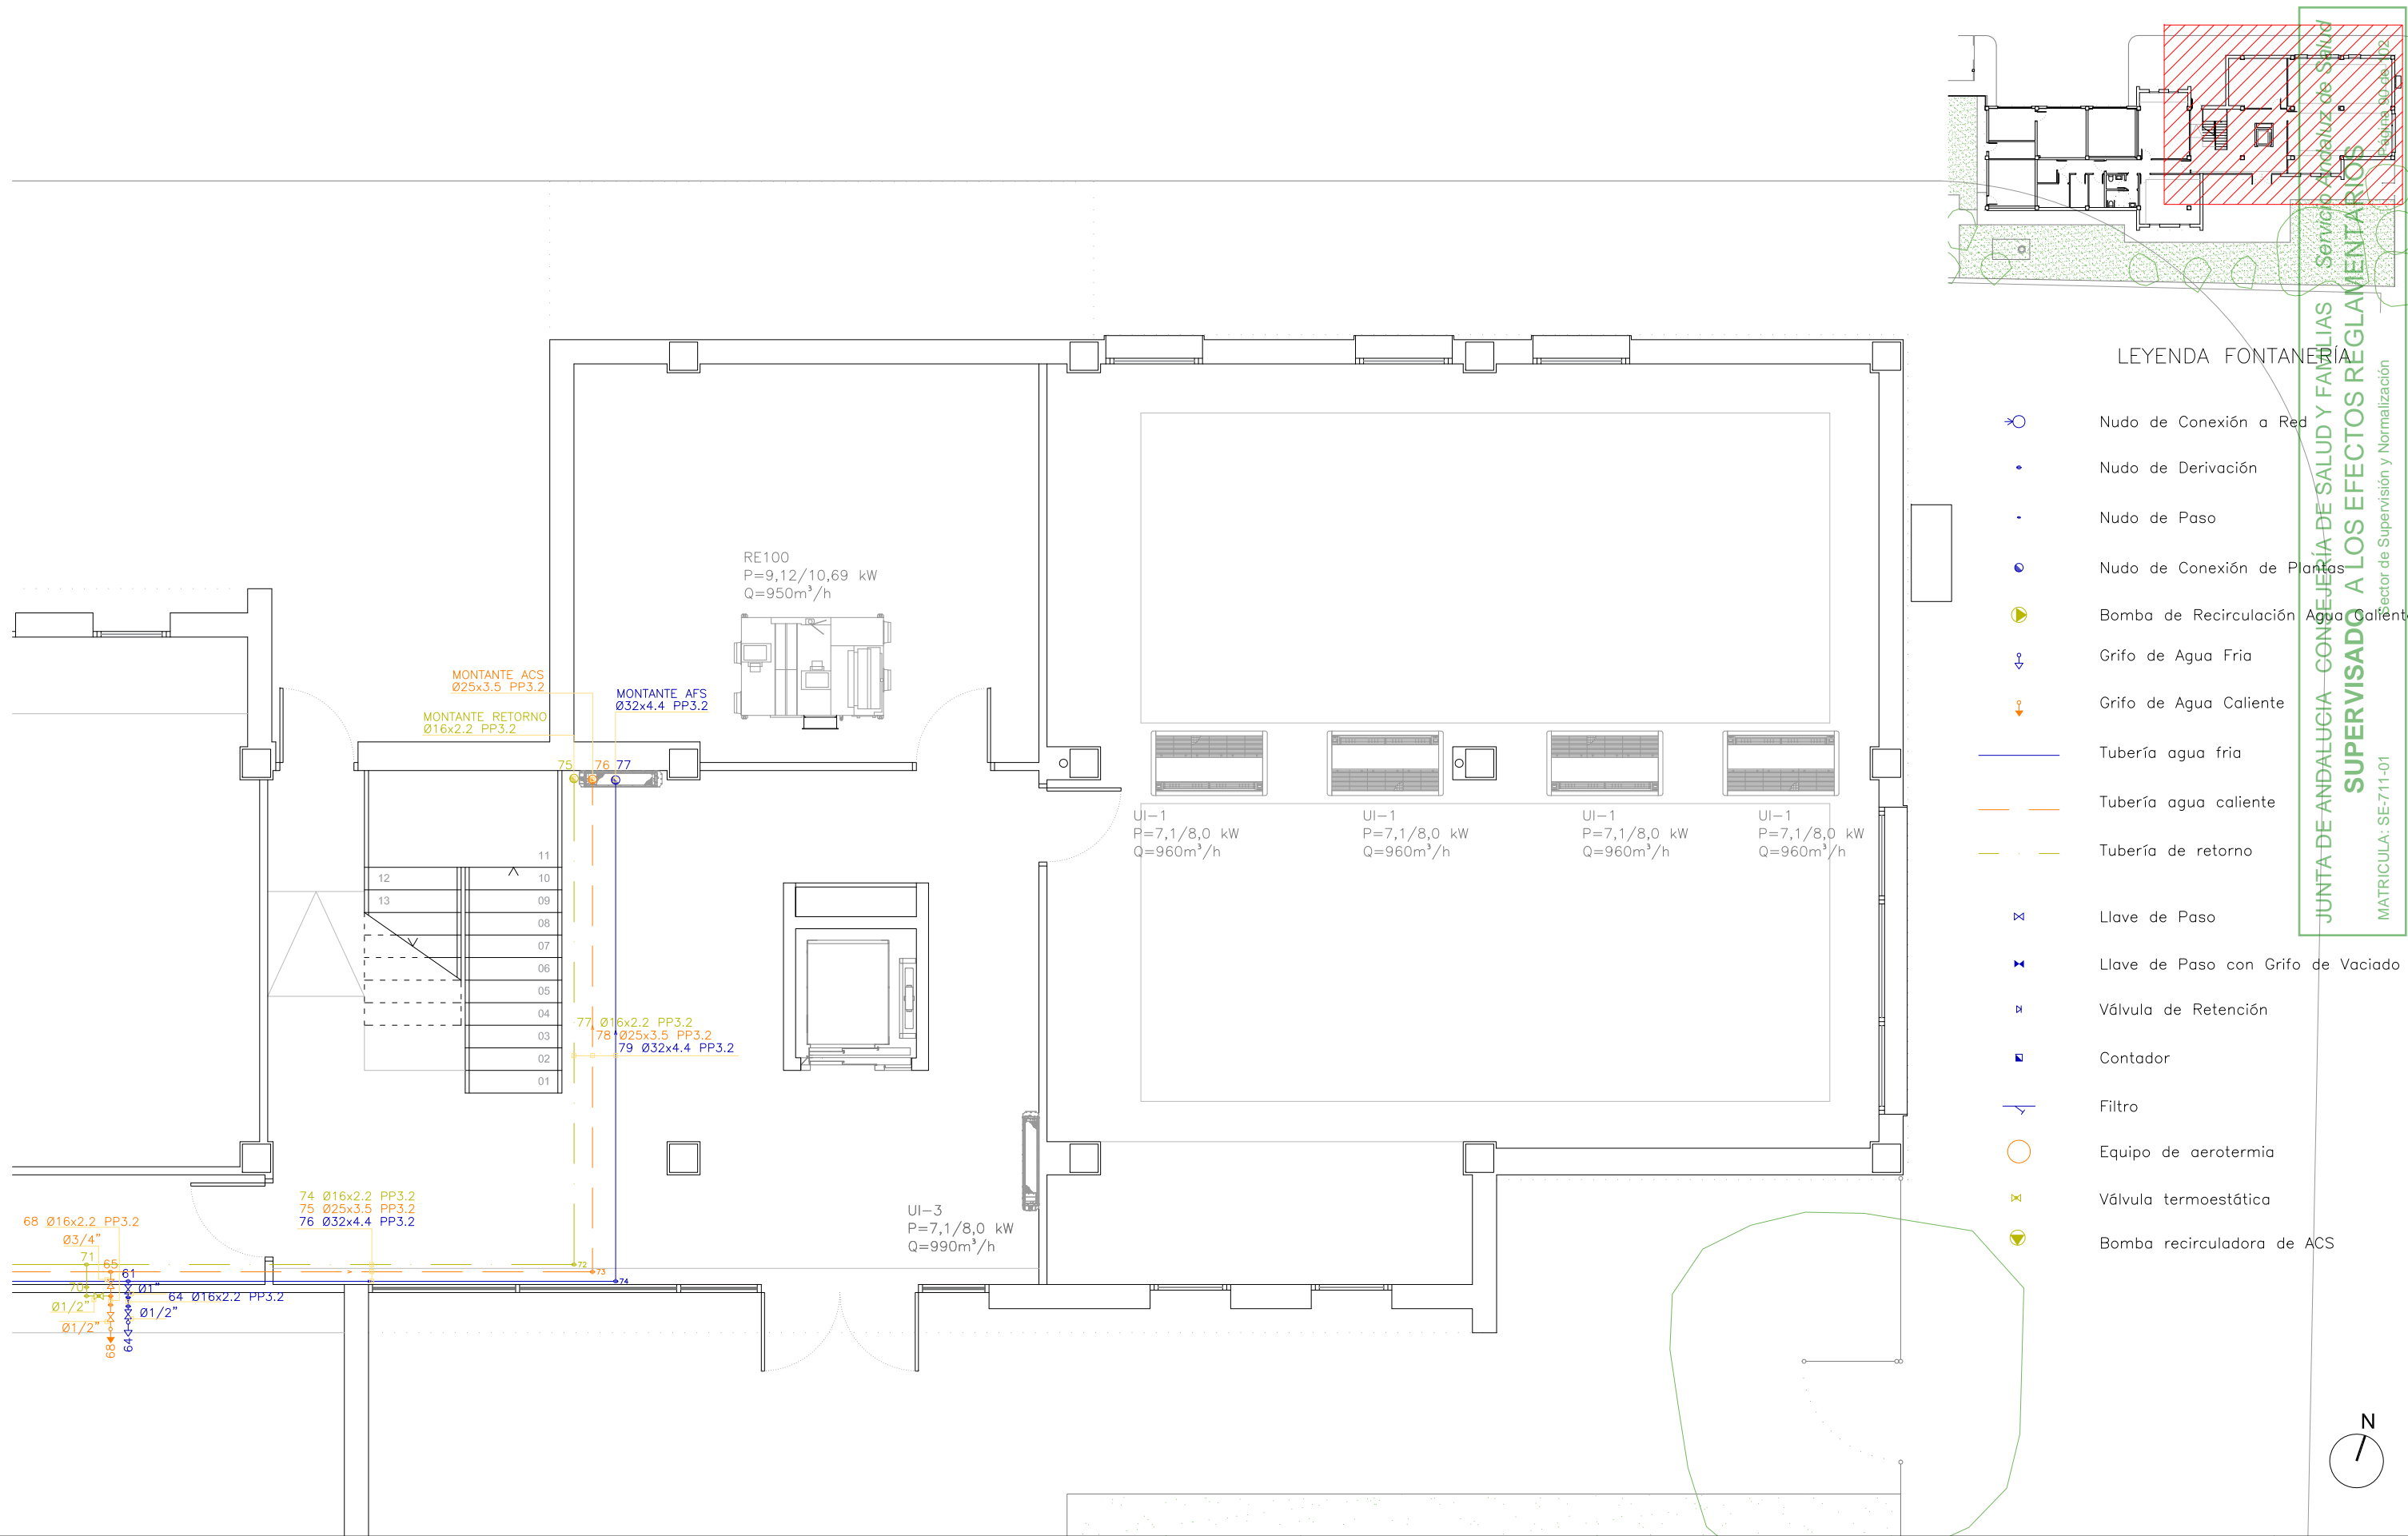 RE100
P=9,12/10,69 kW
Q=950m³/h
MONTANTE ACS
Ø25x3.5 PP3.2
MONTANTE AFS
Ø32x4.4 PP3.2
MONTANTE RETORNO
Ø16x2.2 PP3.2
75
76
77
UI-1
P=7,1/8,0 kW
Q=960m³/h
UI-1
P=7,1/8,0 kW
Q=960m³/h
UI-1
P=7,1/8,0 kW
Q=960m³/h
UI-1
P=7,1/8,0 kW
Q=960m³/h
11
12
10
13
09
08
07
06
05
04
03
02
01
77 Ø16x2.2 PP3.2
78 Ø25x3.5 PP3.2
79 Ø32x4.4 PP3.2
74 Ø16x2.2 PP3.2
75 Ø25x3.5 PP3.2
76 Ø32x4.4 PP3.2
UI-3
P=7,1/8,0 kW
Q=990m³/h
68 Ø16x2.2 PP3.2
Ø3/4"
71
65
61
72
73
74
70
Ø1"
64 Ø16x2.2 PP3.2
Ø1/2"
Ø1/2"
Ø1/2"
68
64
LEYENDA FONTANERÍA
Nudo de Conexión a Red
Nudo de Derivación
Nudo de Paso
Nudo de Conexión de Plantas
Bomba de Recirculación Agua Caliente
Grifo de Agua Fria
Grifo de Agua Caliente
Tubería agua fria
Tubería agua caliente
Tubería de retorno
Llave de Paso
Llave de Paso con Grifo de Vaciado
Válvula de Retención
Contador
Filtro
Equipo de aerotermia
Válvula termoestática
Bomba recirculadora de ACS
N
JUNTA DE ANDALUCIA CONSEJERÍA DE SALUD Y FAMILIAS Servicio Andaluz de Salud
SUPERVISADO A LOS EFECTOS REGLAMENTARIOS
MATRICULA: SE-711-01 Sector de Supervisión y Normalización